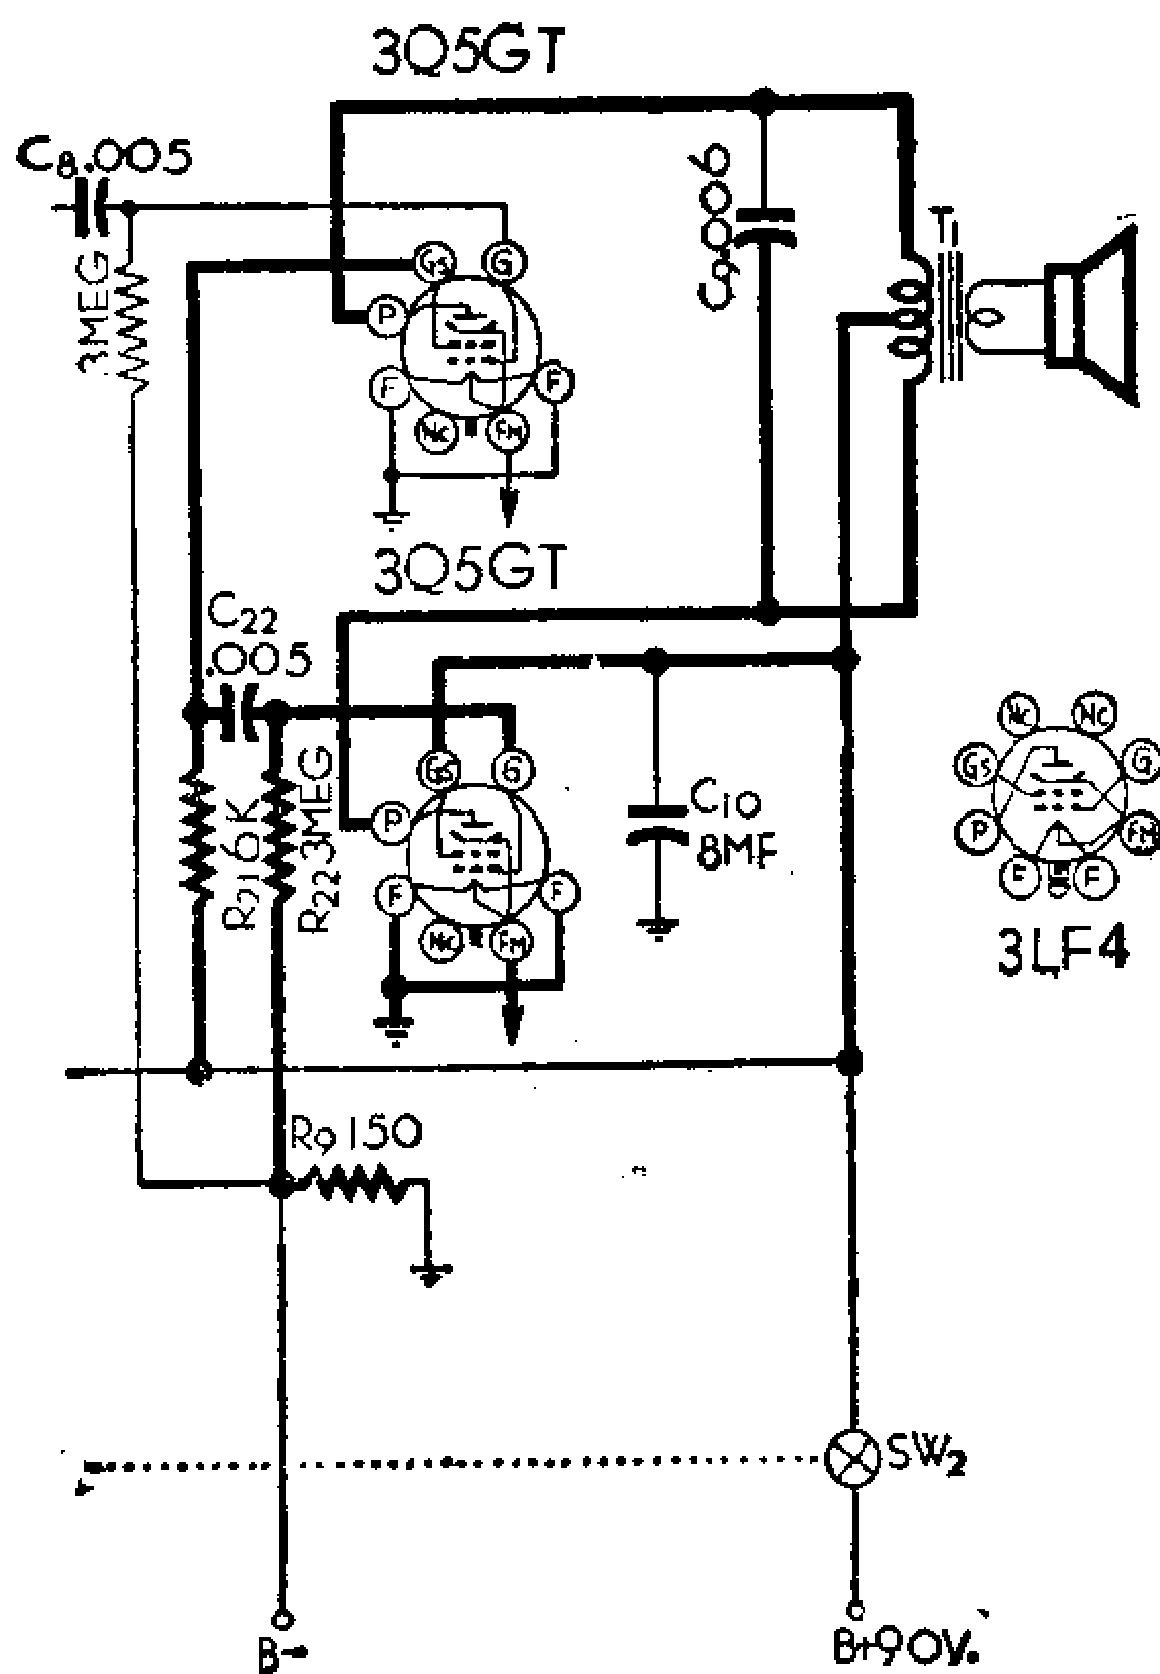 3Q5GT
C8 .005
C9 .006
T1
3MEG
GS
G
P
F
F
NC
FM
3Q5GT
C22
.005
GS
G
P
F
F
NC
FM
R21 6K
R22 3MEG
C10
8MF
NC
NC
GS
G
P
FM
F
F
3LF4
R9 150
SW2
B-
B+90V.